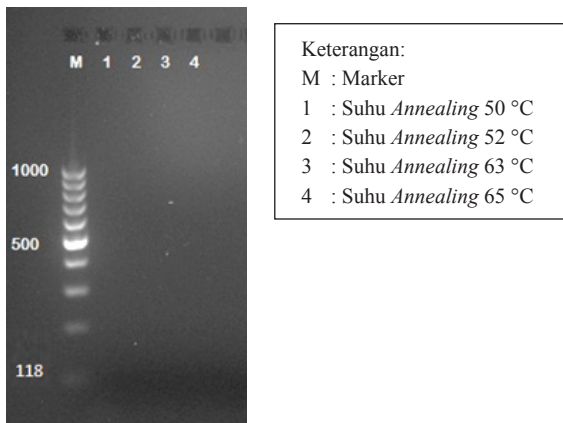 M 1 2 3 4
1000
500
118
Keterangan:
M : Marker
1 : Suhu Annealing 50 °C
2 : Suhu Annealing 52 °C
3 : Suhu Annealing 63 °C
4 : Suhu Annealing 65 °C